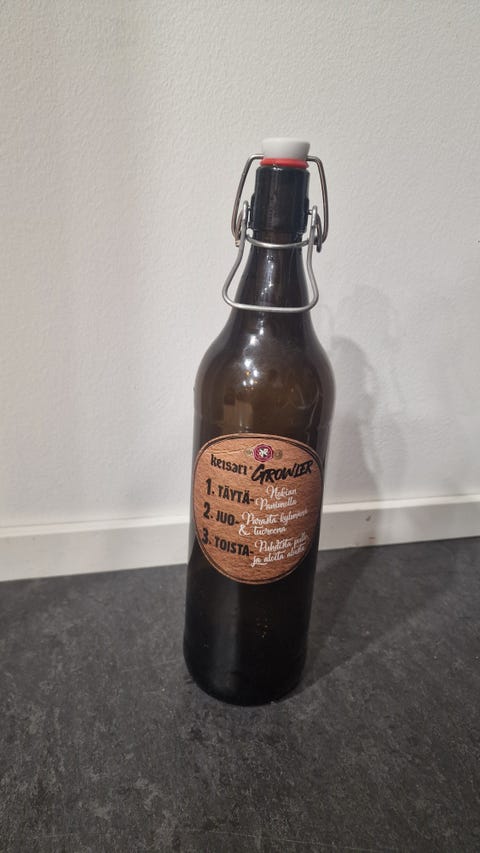 Keisari Growler
1. TÄYTÄ- Nokian Panimolla
2. JUO- Parasta kylmänä & tuoreena
3. TOISTA- Puhdista pullo ja aloita alusta